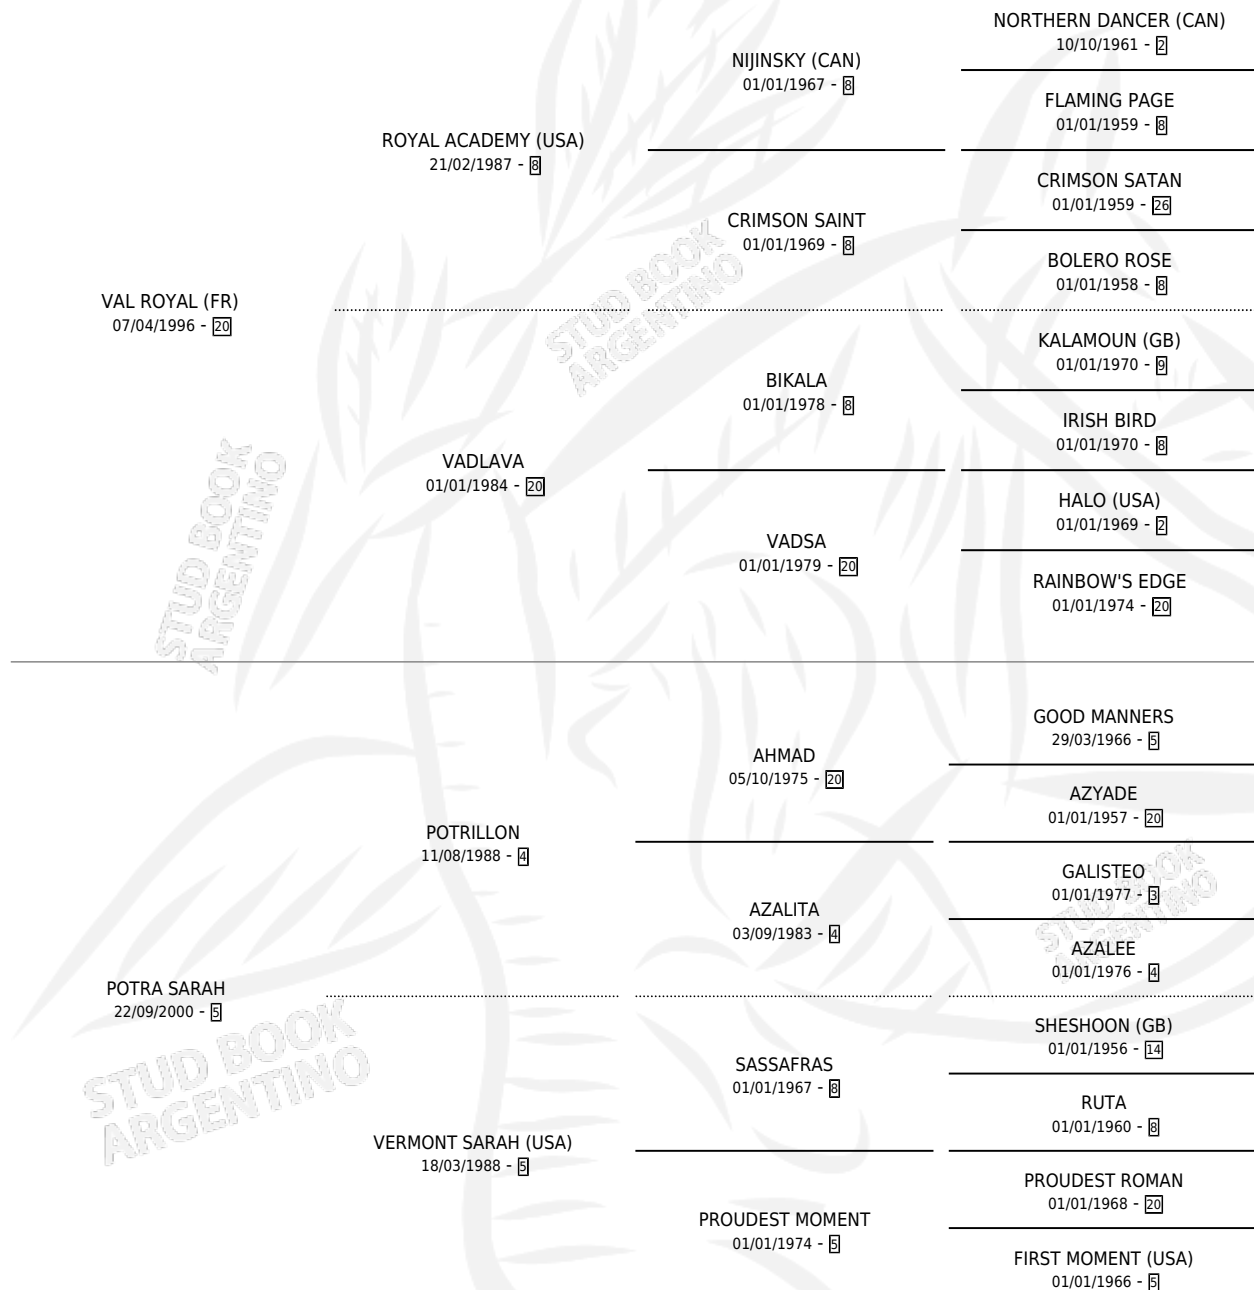 NORTHERN DANCER (CAN)
10/10/1961 - 2
NIJINSKY (CAN)
01/01/1967 - 8
FLAMING PAGE
01/01/1959 - 8
ROYAL ACADEMY (USA)
21/02/1987 - 8
CRIMSON SATAN
01/01/1959 - 26
CRIMSON SAINT
01/01/1969 - 8
BOLERO ROSE
01/01/1958 - 8
VAL ROYAL (FR)
07/04/1996 - 20
STUD BOOK
ARGENTINO
KALAMOUN (GB)
01/01/1970 - 9
BIKALA
01/01/1978 - 8
IRISH BIRD
01/01/1970 - 8
VADLAVA
01/01/1984 - 20
HALO (USA)
01/01/1969 - 2
VADSA
01/01/1979 - 20
RAINBOW'S EDGE
01/01/1974 - 20
STUD BOOK
ARGENTINO
GOOD MANNERS
29/03/1966 - 5
AHMAD
05/10/1975 - 20
AZYADE
01/01/1957 - 20
POTRILLON
11/08/1988 - 4
GALISTEO
01/01/1977 - 3
AZALITA
03/09/1983 - 4
STUD BOOK
ARGENTINO
AZALEE
01/01/1976 - 4
POTRA SARAH
22/09/2000 - 5
STUD BOOK
ARGENTINO
SHESHOON (GB)
01/01/1956 - 14
SASSAFRAS
01/01/1967 - 8
RUTA
01/01/1960 - 8
VERMONT SARAH (USA)
18/03/1988 - 5
PROUDEST ROMAN
01/01/1968 - 20
PROUDEST MOMENT
01/01/1974 - 5
FIRST MOMENT (USA)
01/01/1966 - 5